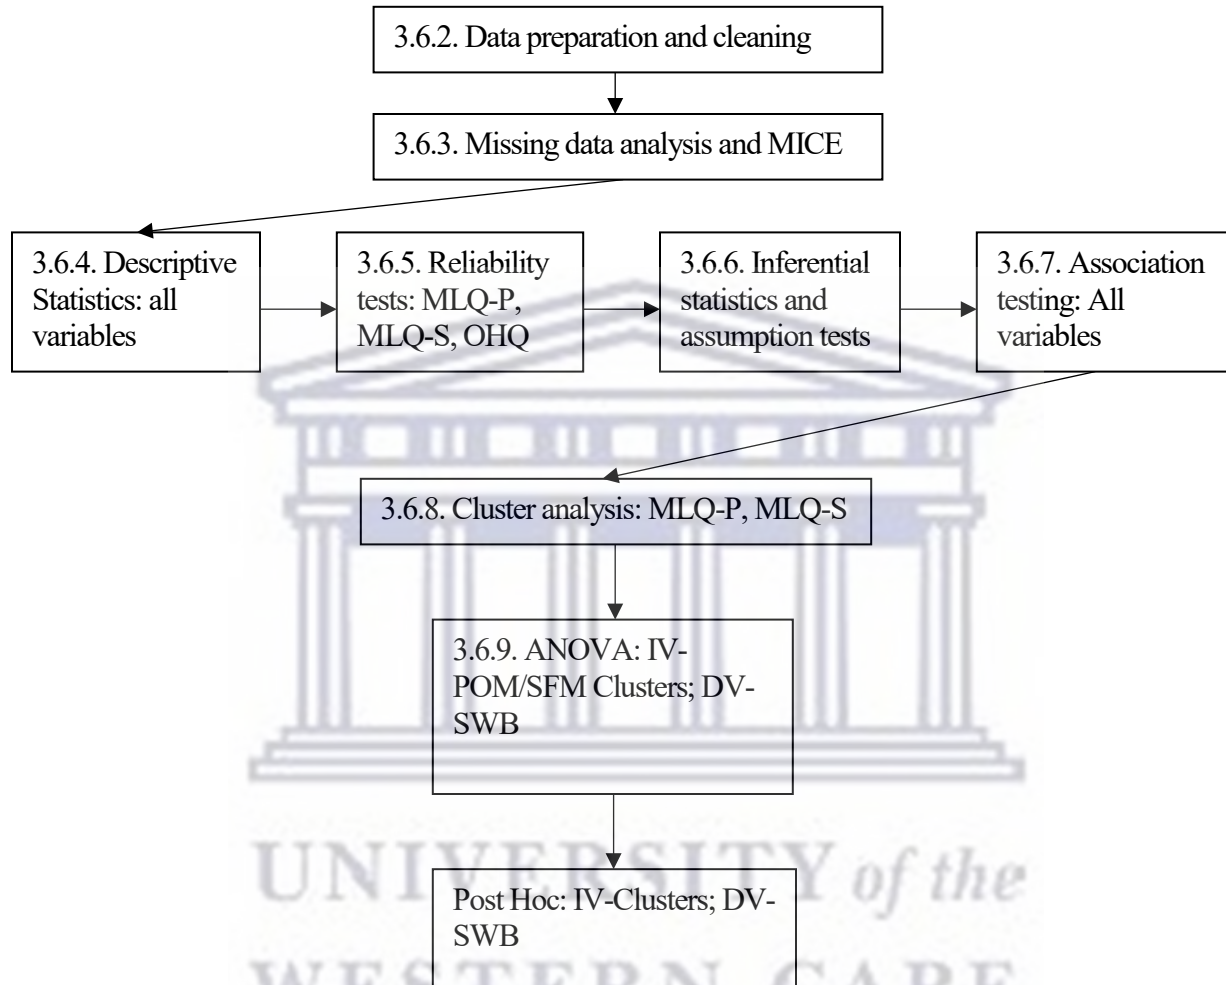 3.6.2. Data preparation and cleaning
3.6.3. Missing data analysis and MICE
3.6.4. Descriptive
Statistics: all
variables
3.6.5. Reliability
tests: MLQ-P,
MLQ-S, OHQ
3.6.6. Inferential
statistics and
assumption tests
3.6.7. Association
testing: All
variables
3.6.8. Cluster analysis: MLQ-P, MLQ-S
3.6.9. ANOVA: IV-
POM/SFM Clusters; DV-
SWB
UNIVERSITY of the
Post Hoc: IV-Clusters; DV-
SWB
WESTERN CAPE